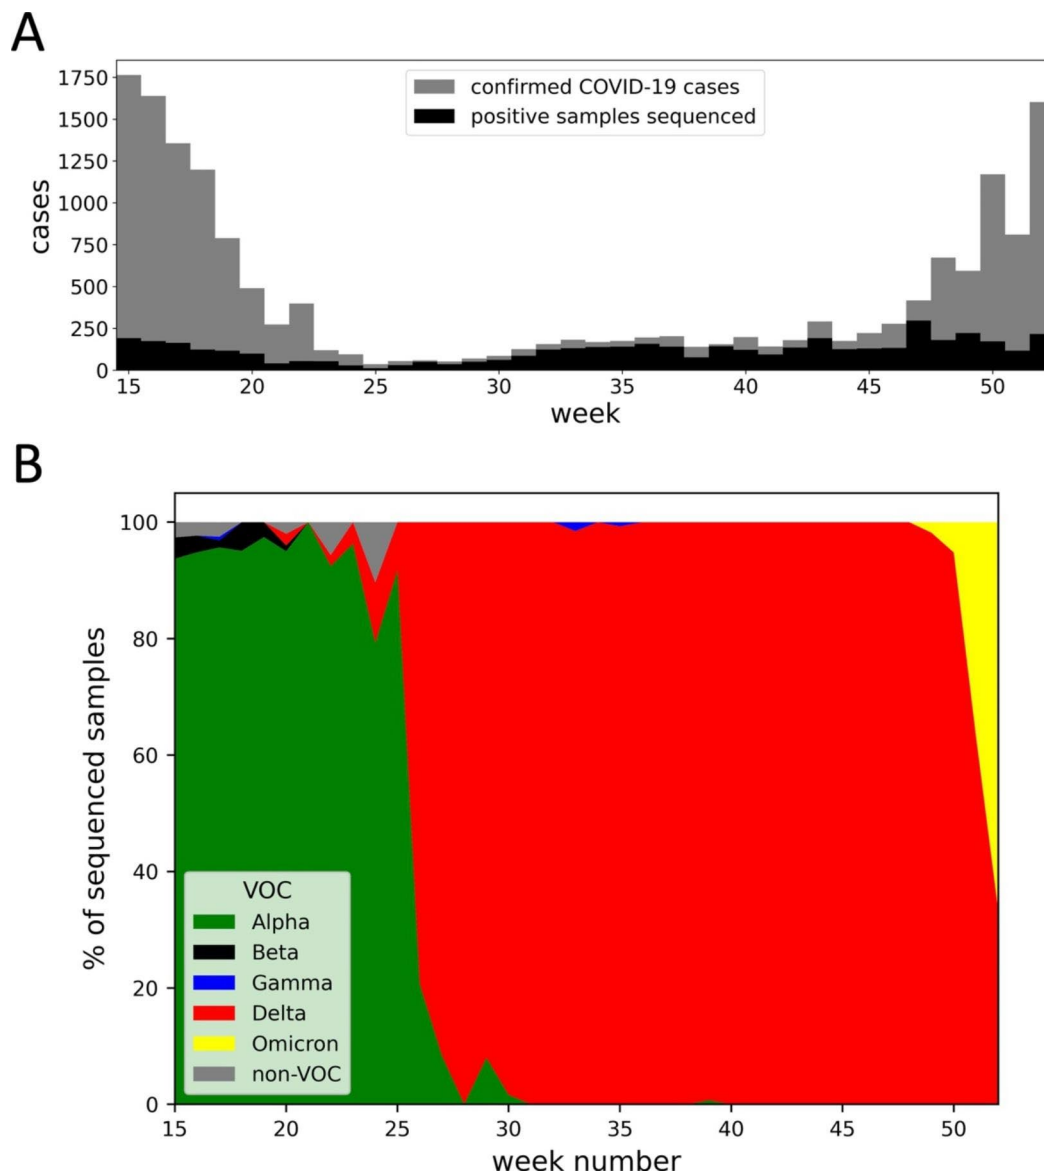 A
1750
1500
1250
1000
750
500
250
0
cases
confirmed COVID-19 cases
positive samples sequenced
15 20 25 30 35 40 45 50
week
B
100
80
60
40
20
0
% of sequenced samples
VOC
Alpha
Beta
Gamma
Delta
Omicron
non-VOC
15 20 25 30 35 40 45 50
week number